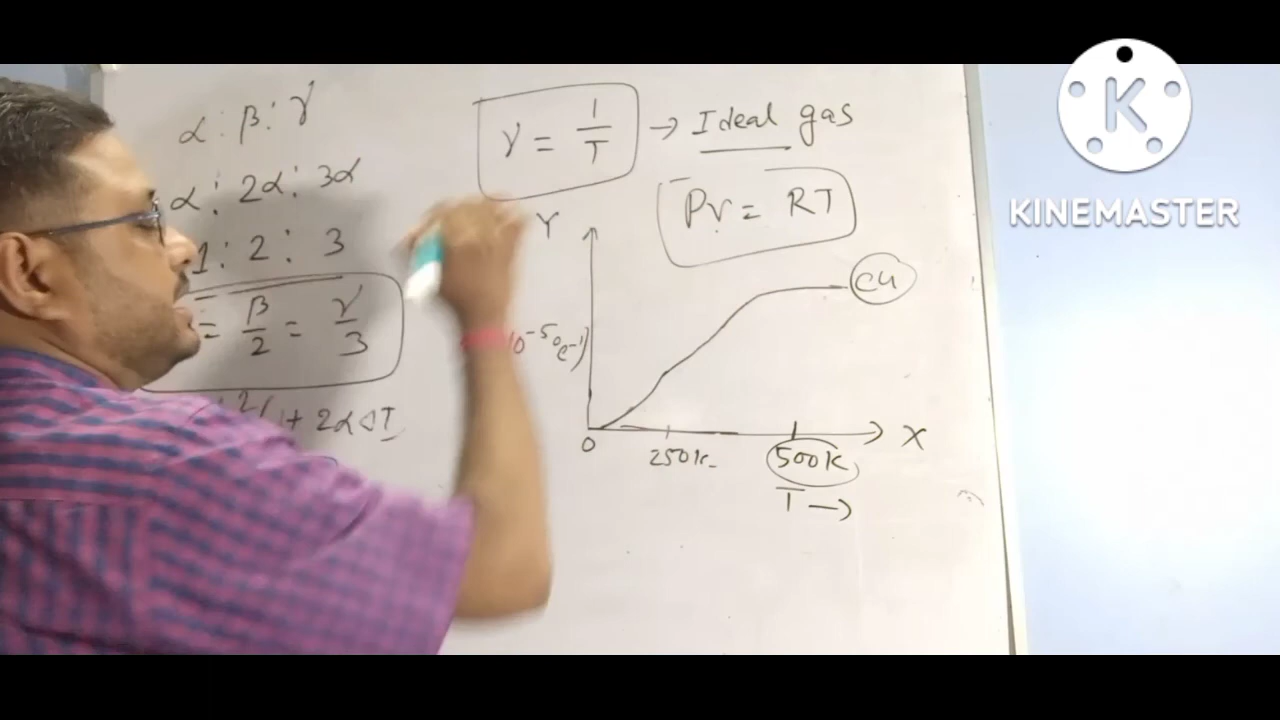 α : β : γ
α : 2α : 3α
1 : 2 : 3
= β/2 = γ/3
+ 2α△T
γ = 1/T → Ideal gas
PV = RT
Y
10⁻⁵⁰c⁻¹)
Cu
0
250k
500k
X
T →
K
KINEMASTER